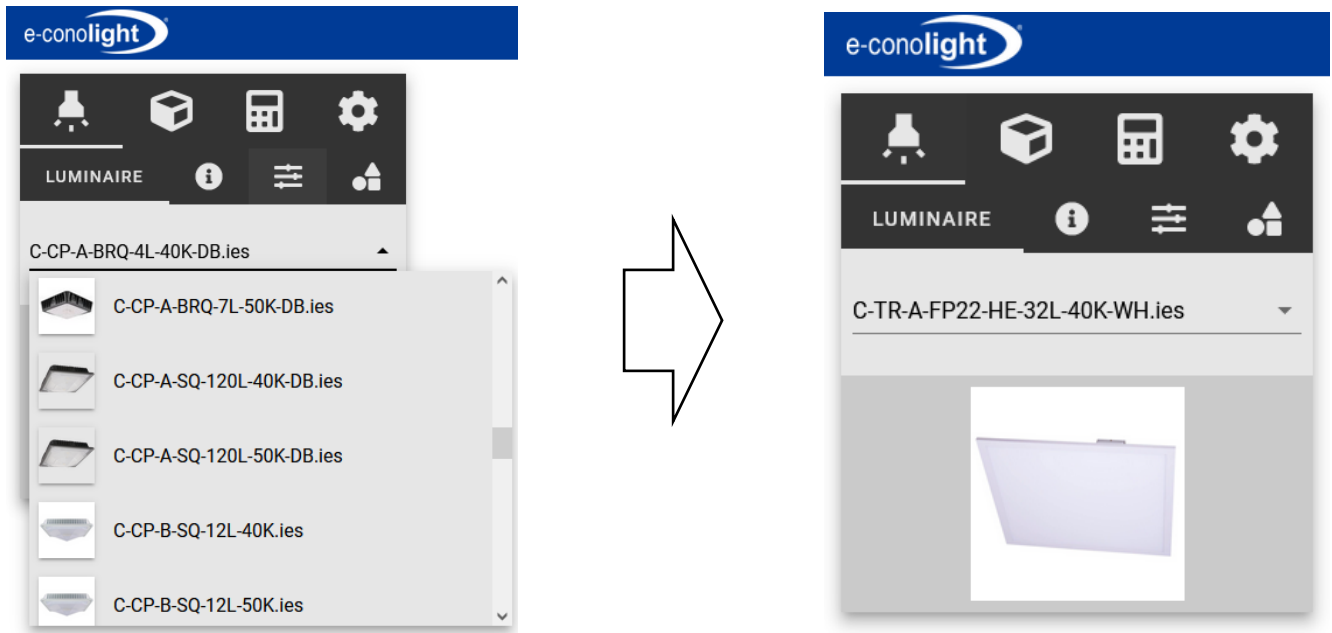 e-conolight
LUMINAIRE
C-CP-A-BRQ-4L-40K-DB.ies
C-CP-A-BRQ-7L-50K-DB.ies
C-CP-A-SQ-120L-40K-DB.ies
C-CP-A-SQ-120L-50K-DB.ies
C-CP-B-SQ-12L-40K.ies
C-CP-B-SQ-12L-50K.ies
e-conolight
LUMINAIRE
C-TR-A-FP22-HE-32L-40K-WH.ies